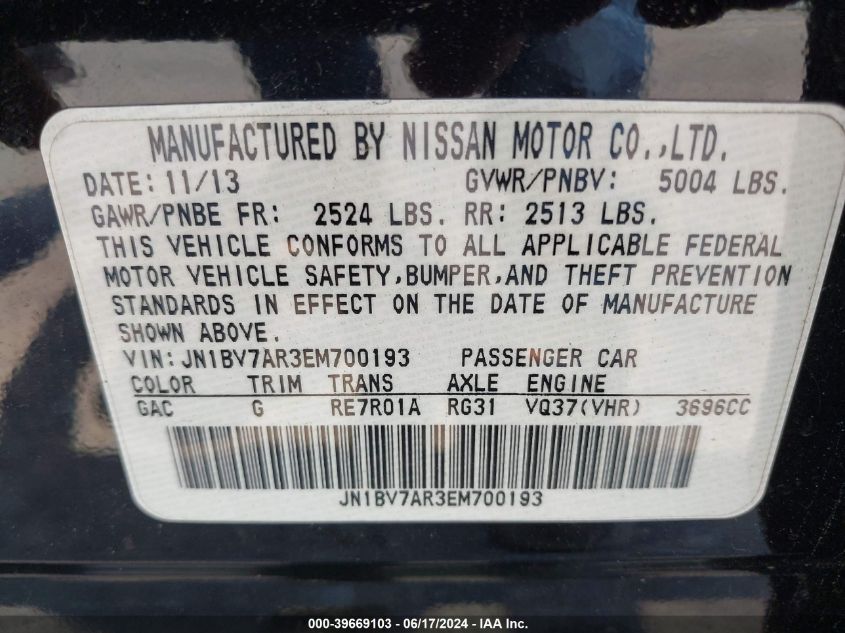 MANUFACTURED BY NISSAN MOTOR CO.,LTD.
DATE: 11/13 GVWR/PNBV: 5004 LBS.
GAWR/PNBE FR: 2524 LBS. RR: 2513 LBS.
THIS VEHICLE CONFORMS TO ALL APPLICABLE FEDERAL
MOTOR VEHICLE SAFETY,BUMPER,AND THEFT PREVENTION
STANDARDS IN EFFECT ON THE DATE OF MANUFACTURE
SHOWN ABOVE.
VIN:JN1BV7AR3EM700193 PASSENGER CAR
COLOR TRIM TRANS AXLE ENGINE
GAC G RE7R01A RG31 VQ37(VHR) 3696CC
JN1BV7AR3EM700193
000-39669103 - 06/17/2024 - IAA Inc.